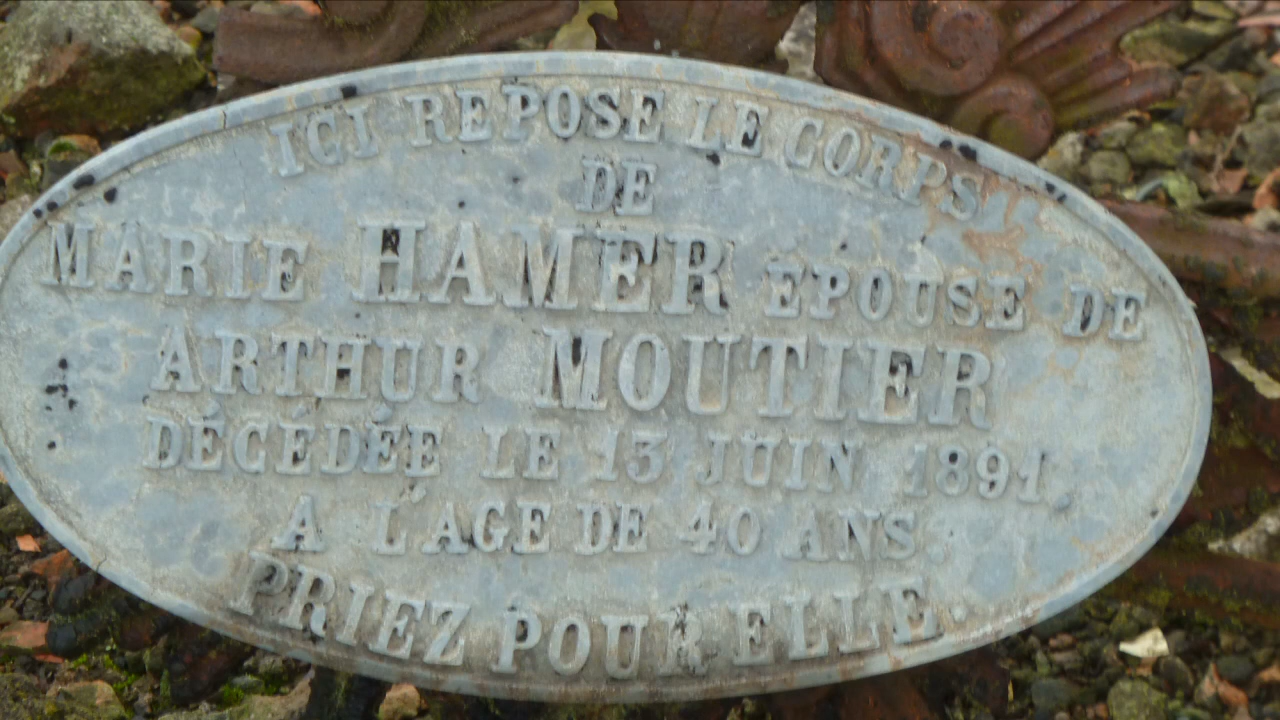 ICI REPOSE LE CORPS
DE
MARIE HAMER EPOUSE DE
ARTHUR MOUTIER
DÉCÉDÉE LE 13 JUIN 1891.
A L'AGE DE 40 ANS.
PRIEZ POUR ELLE.